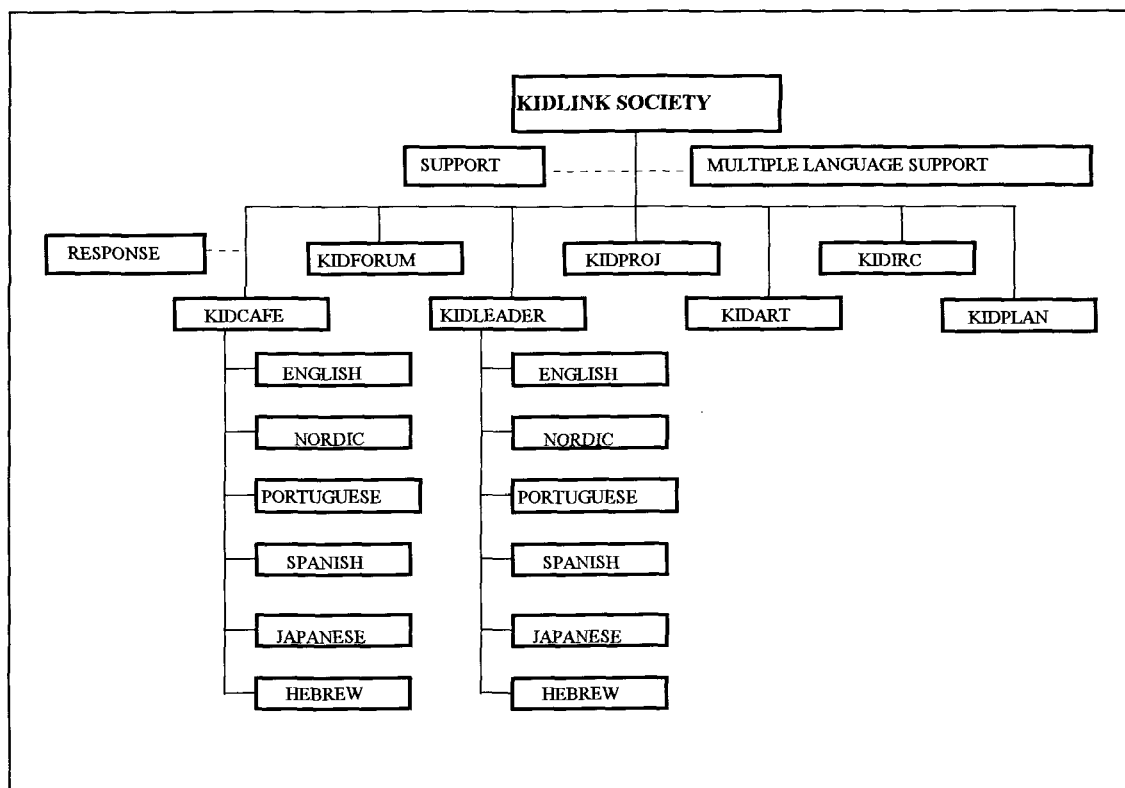 KIDLINK SOCIETY
SUPPORT
MULTIPLE LANGUAGE SUPPORT
RESPONSE
KIDFORUM
KIDPROJ
KIDIRC
KIDCAFE
KIDLEADER
KIDART
KIDPLAN
ENGLISH
ENGLISH
NORDIC
NORDIC
PORTUGUESE
PORTUGUESE
SPANISH
SPANISH
JAPANESE
JAPANESE
HEBREW
HEBREW